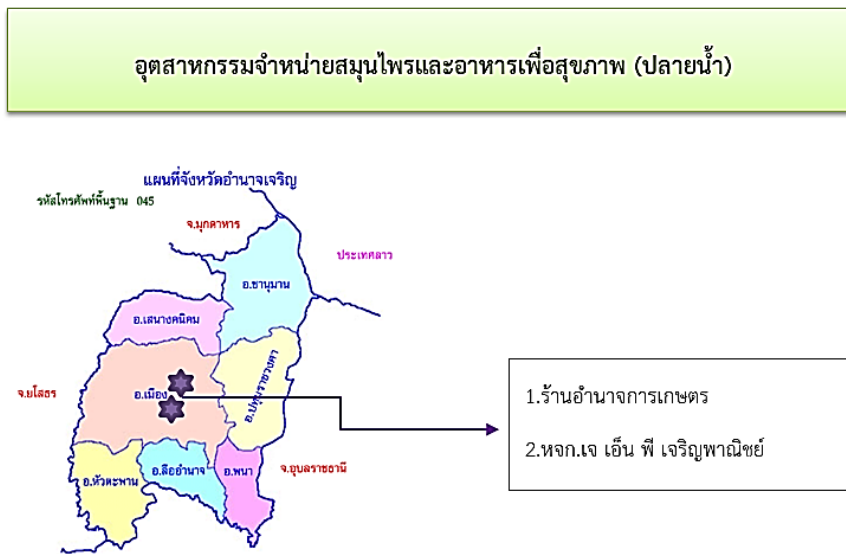 อุตสาหกรรมจำหน่ายสมุนไพรและอาหารเพื่อสุขภาพ (ปลายน้ำ)
แผนที่จังหวัดอำนาจเจริญ
รหัสโทรศัพท์พื้นฐาน 045
จ.มุกดาหาร
ประเทศลาว
อ.ชานุมาน
อ.เสนางคนิคม
อ.ปทุมราชวงศา
จ.ยโสธร
อ.เมือง
1.ร้านอำนาจการเกษตร
2.หจก.เจ เอ็น พี เจริญพาณิชย์
อ.หัวตะพาน
อ.ลืออำนาจ
อ.พนา
จ.อุบลราชธานี